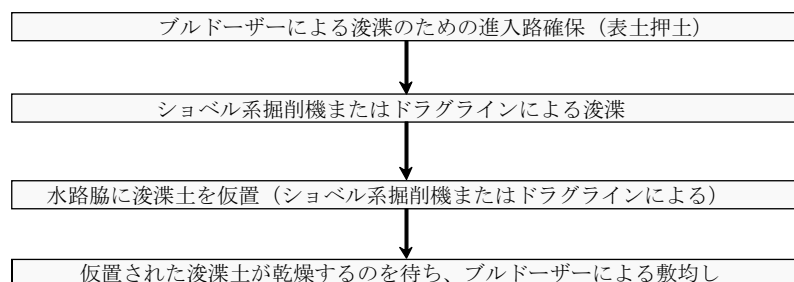 ブルドーザーによる浚渫のための進入路確保（表土押土）
ショベル系掘削機またはドラグラインによる浚渫
水路脇に浚渫土を仮置（ショベル系掘削機またはドラグラインによる）
仮置された浚渫土が乾燥するのを待ち、ブルドーザーによる敷均し